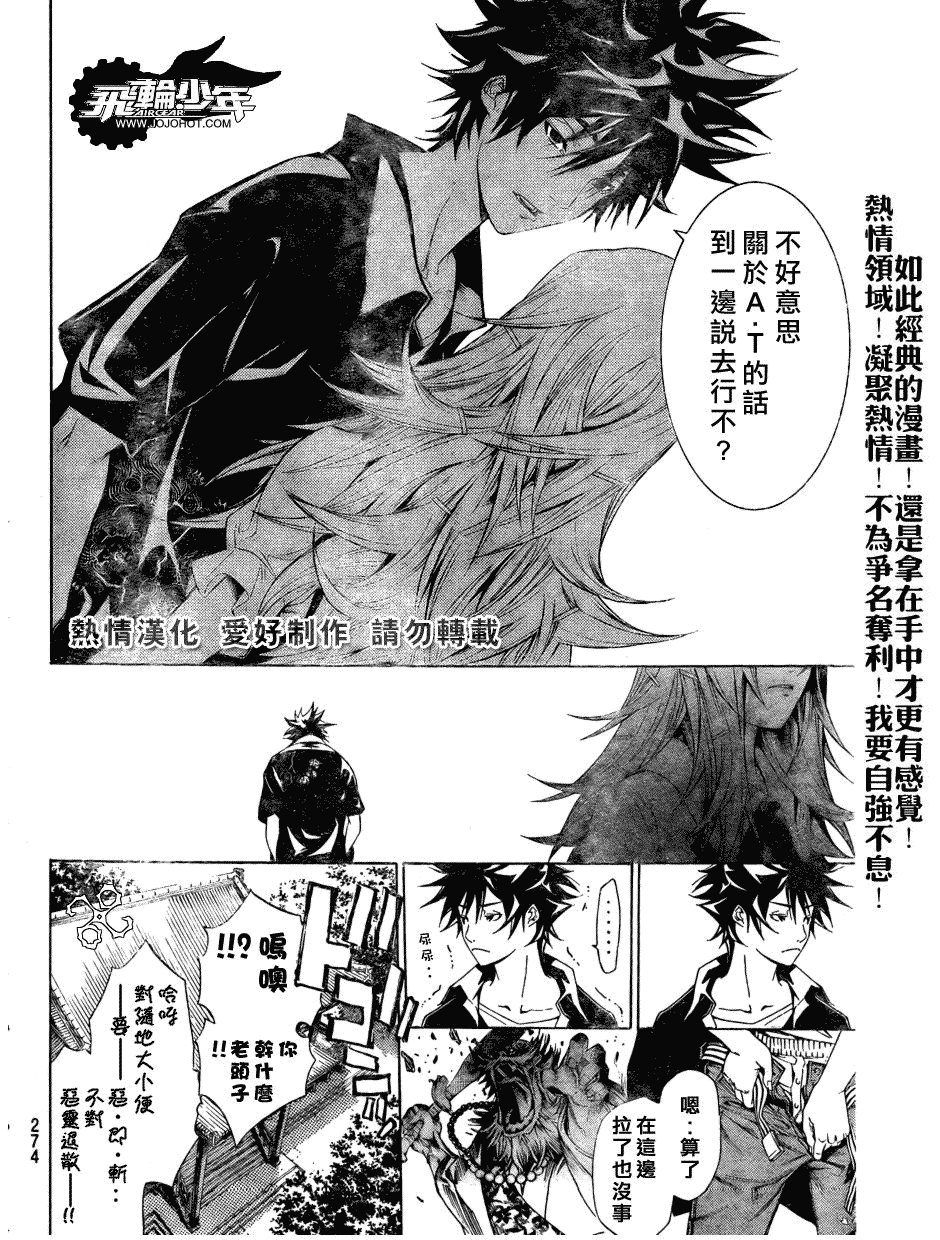 飛輪少年
AIRGEAR
WWW.JOJOHOT.COM
如此經典的漫畫！還是拿在手中才更有感覺！
熱情領域！凝聚熱情！不為爭名奪利！我要自強不息！
不好意思
關於A·T的話
到一邊説去行不？
熱情漢化 愛好制作 請勿轉載
‥‥‥
尿尿‥
嗯‥算了
在這邊
拉了也沒
事
嗚噢
!!?
你
幹什麼
老頭子
!!
哈呀
對隨地大小便
——要——
惡·即·斬‥
不對
惡靈退散——!!
274